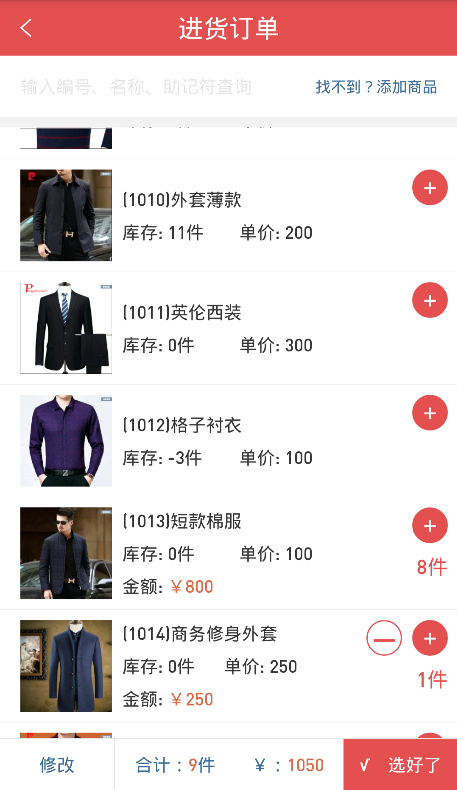 进货订单
输入编号、名称、助记符查询 找不到？添加商品
(1010)外套薄款
库存: 11件 单价: 200
(1011)英伦西装
库存: 0件 单价: 300
(1012)格子衬衣
库存: -3件 单价: 100
(1013)短款棉服
库存: 0件 单价: 100
8件
金额: ￥800
(1014)商务修身外套
库存: 0件 单价: 250
1件
金额: ￥250
修改 合计：9件 ￥：1050 √ 选好了